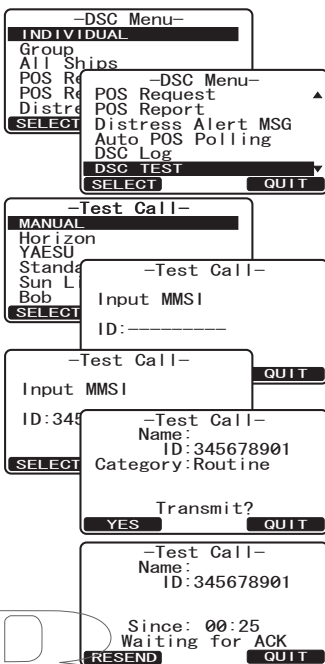 -DSC Menu-
INDIVIDUAL
Group
All Ships
POS Re
POS Re
Distre
SELECT
-DSC Menu-
POS Request
POS Report
Distress Alert MSG
Auto POS Polling
DSC Log
DSC TEST
SELECT QUIT
-Test Call-
MANUAL
Horizon
YAESU
Standa
Sun Li
Bob
SELECT
-Test Call-
Input MMSI
ID:---------
QUIT
-Test Call-
Input MMSI
ID:345
SELECT
-Test Call-
Name:
ID:345678901
Category:Routine
Transmit?
YES QUIT
-Test Call-
Name:
ID:345678901
Since: 00:25
Waiting for ACK
RESEND QUIT